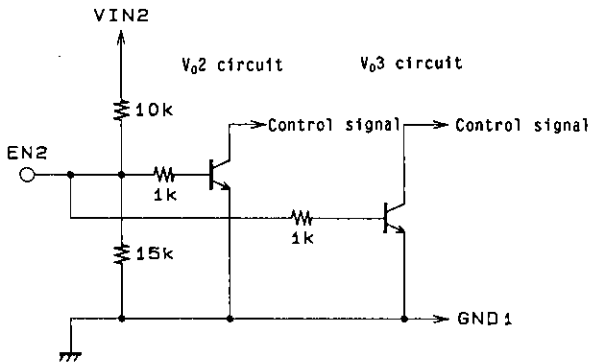 VIN2
V₀2 circuit
V₀3 circuit
10k
Control signal
Control signal
EN2
1k
1k
15k
GND1